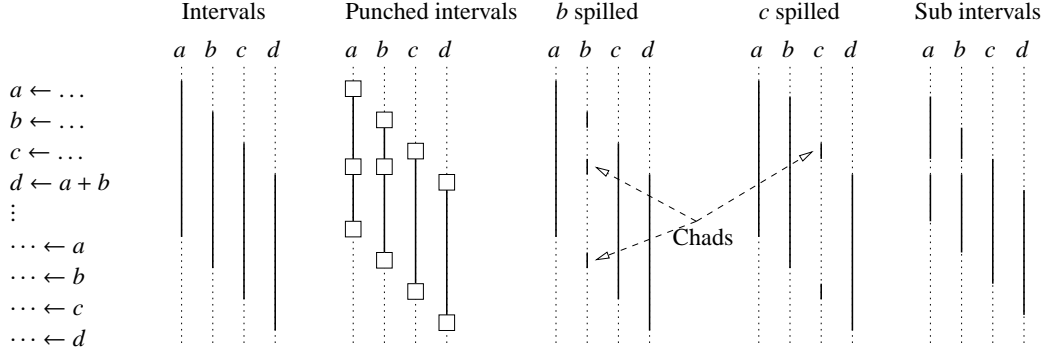 Intervals Punched intervals b spilled c spilled Sub intervals
a b c d a b c d a b c d a b c d a b c d
a ← …
b ← …
c ← …
d ← a + b
⋮
Chads
⋯ ← a
⋯ ← b
⋯ ← c
⋯ ← d